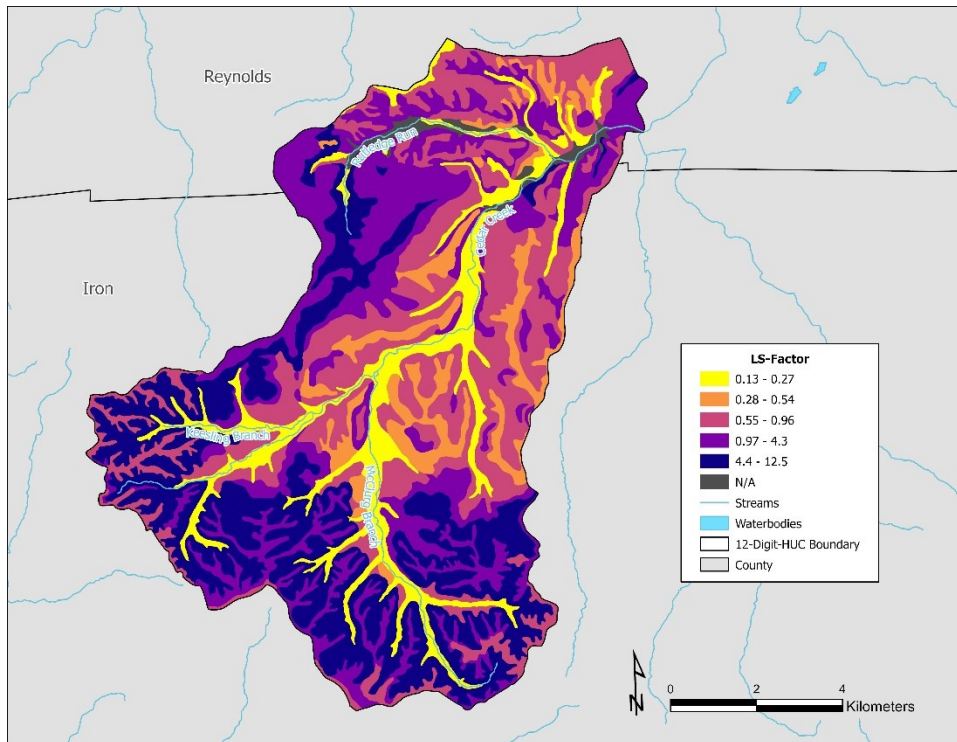 Reynolds
Rutledge Run
Cedar Creek
Iron
LS-Factor
0.13 - 0.27
0.28 - 0.54
0.55 - 0.96
0.97 - 4.3
4.4 - 12.5
N/A
Streams
Waterbodies
12-Digit-HUC Boundary
County
Keesling Branch
McClurg Branch
N
0 2 4
Kilometers